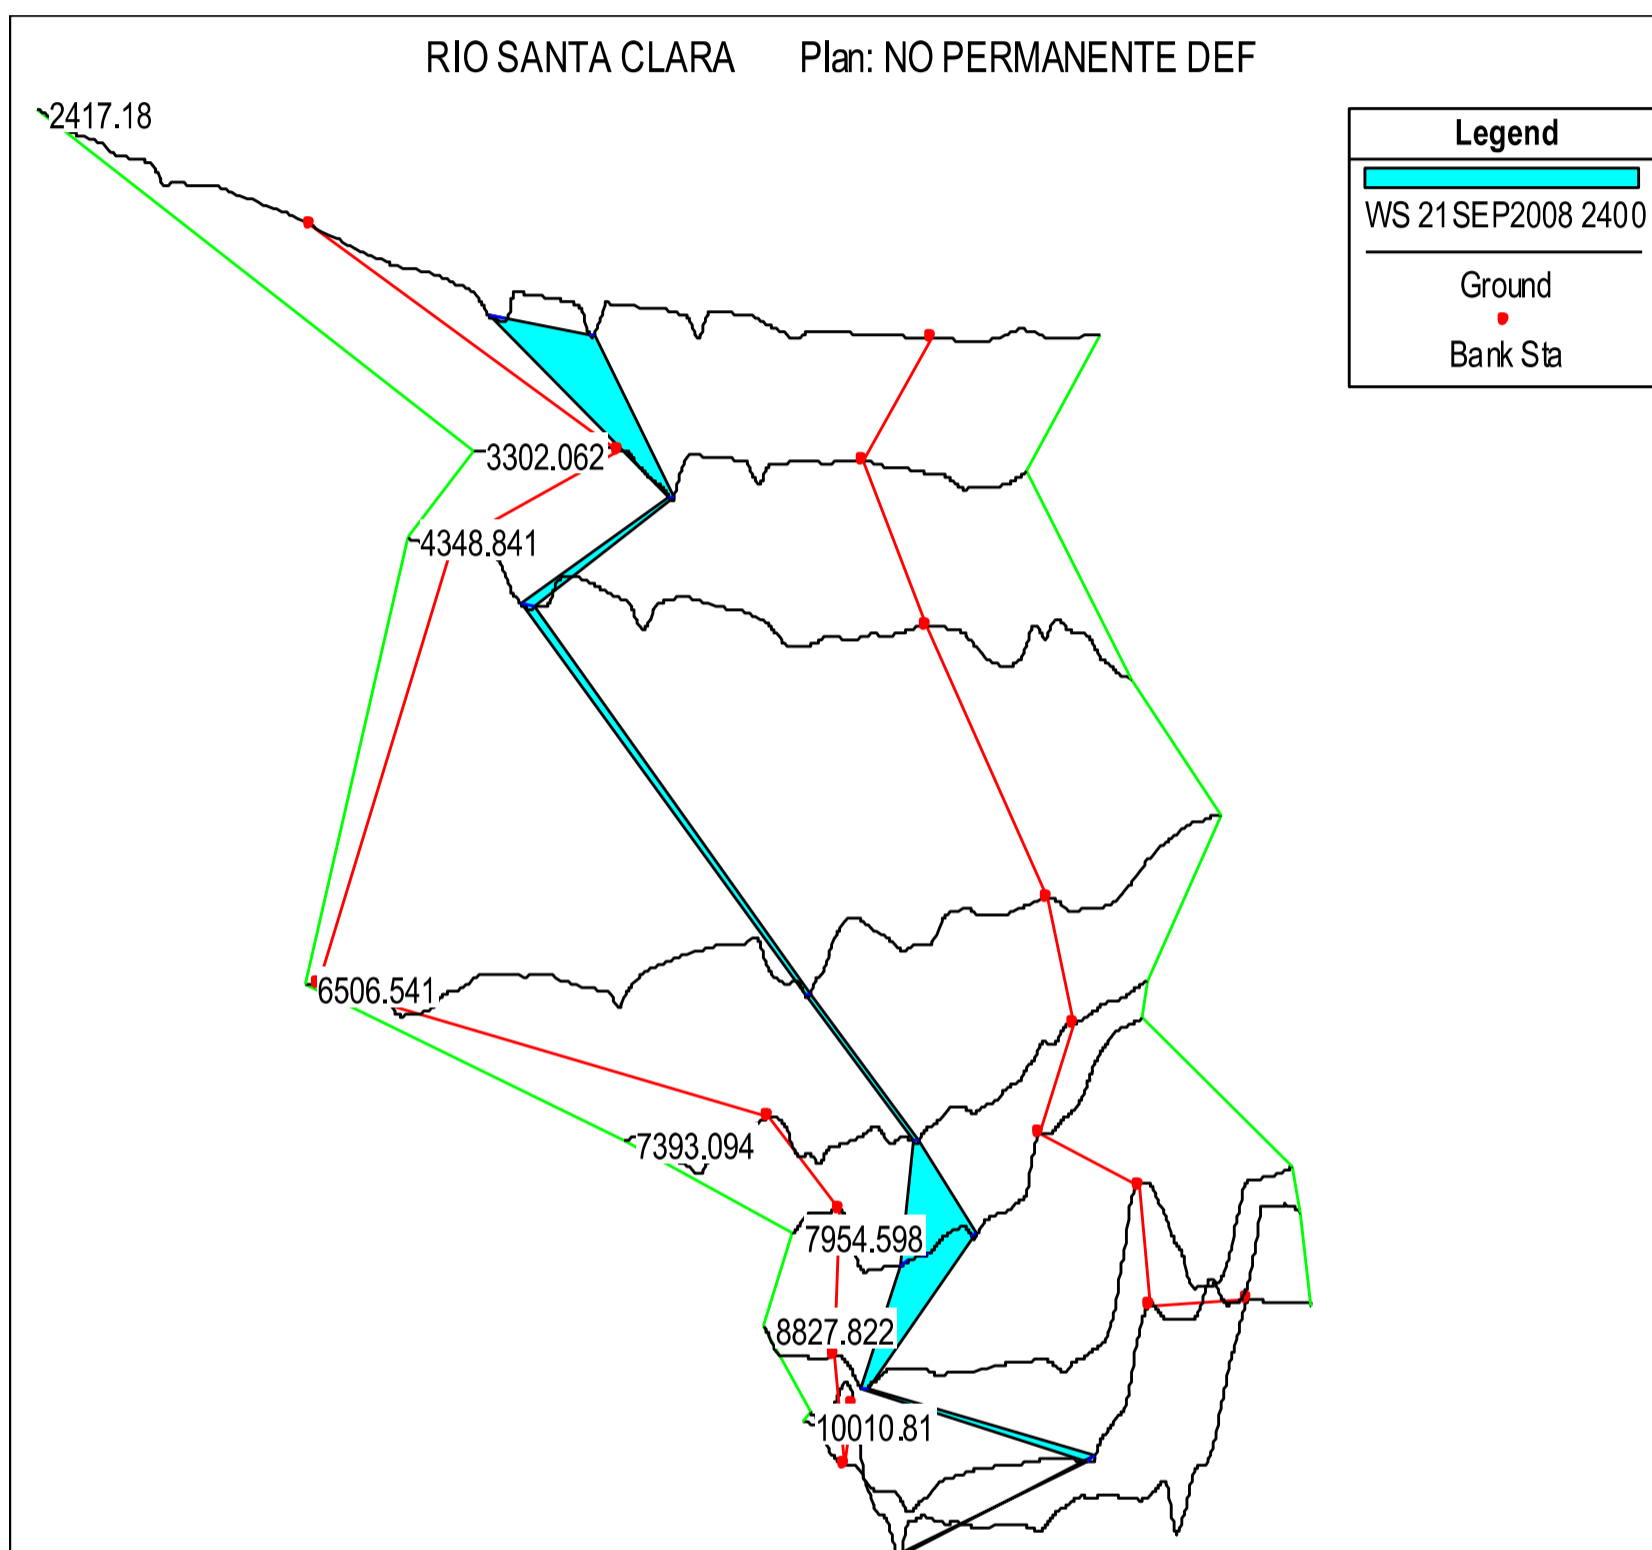 RIO SANTA CLARA Plan: NO PERMANENTE DEF
Legend
WS 21SEP2008 2400
Ground
Bank Sta
2417.18
3302.062
4348.841
6506.541
7393.094
7954.598
8827.822
10010.81